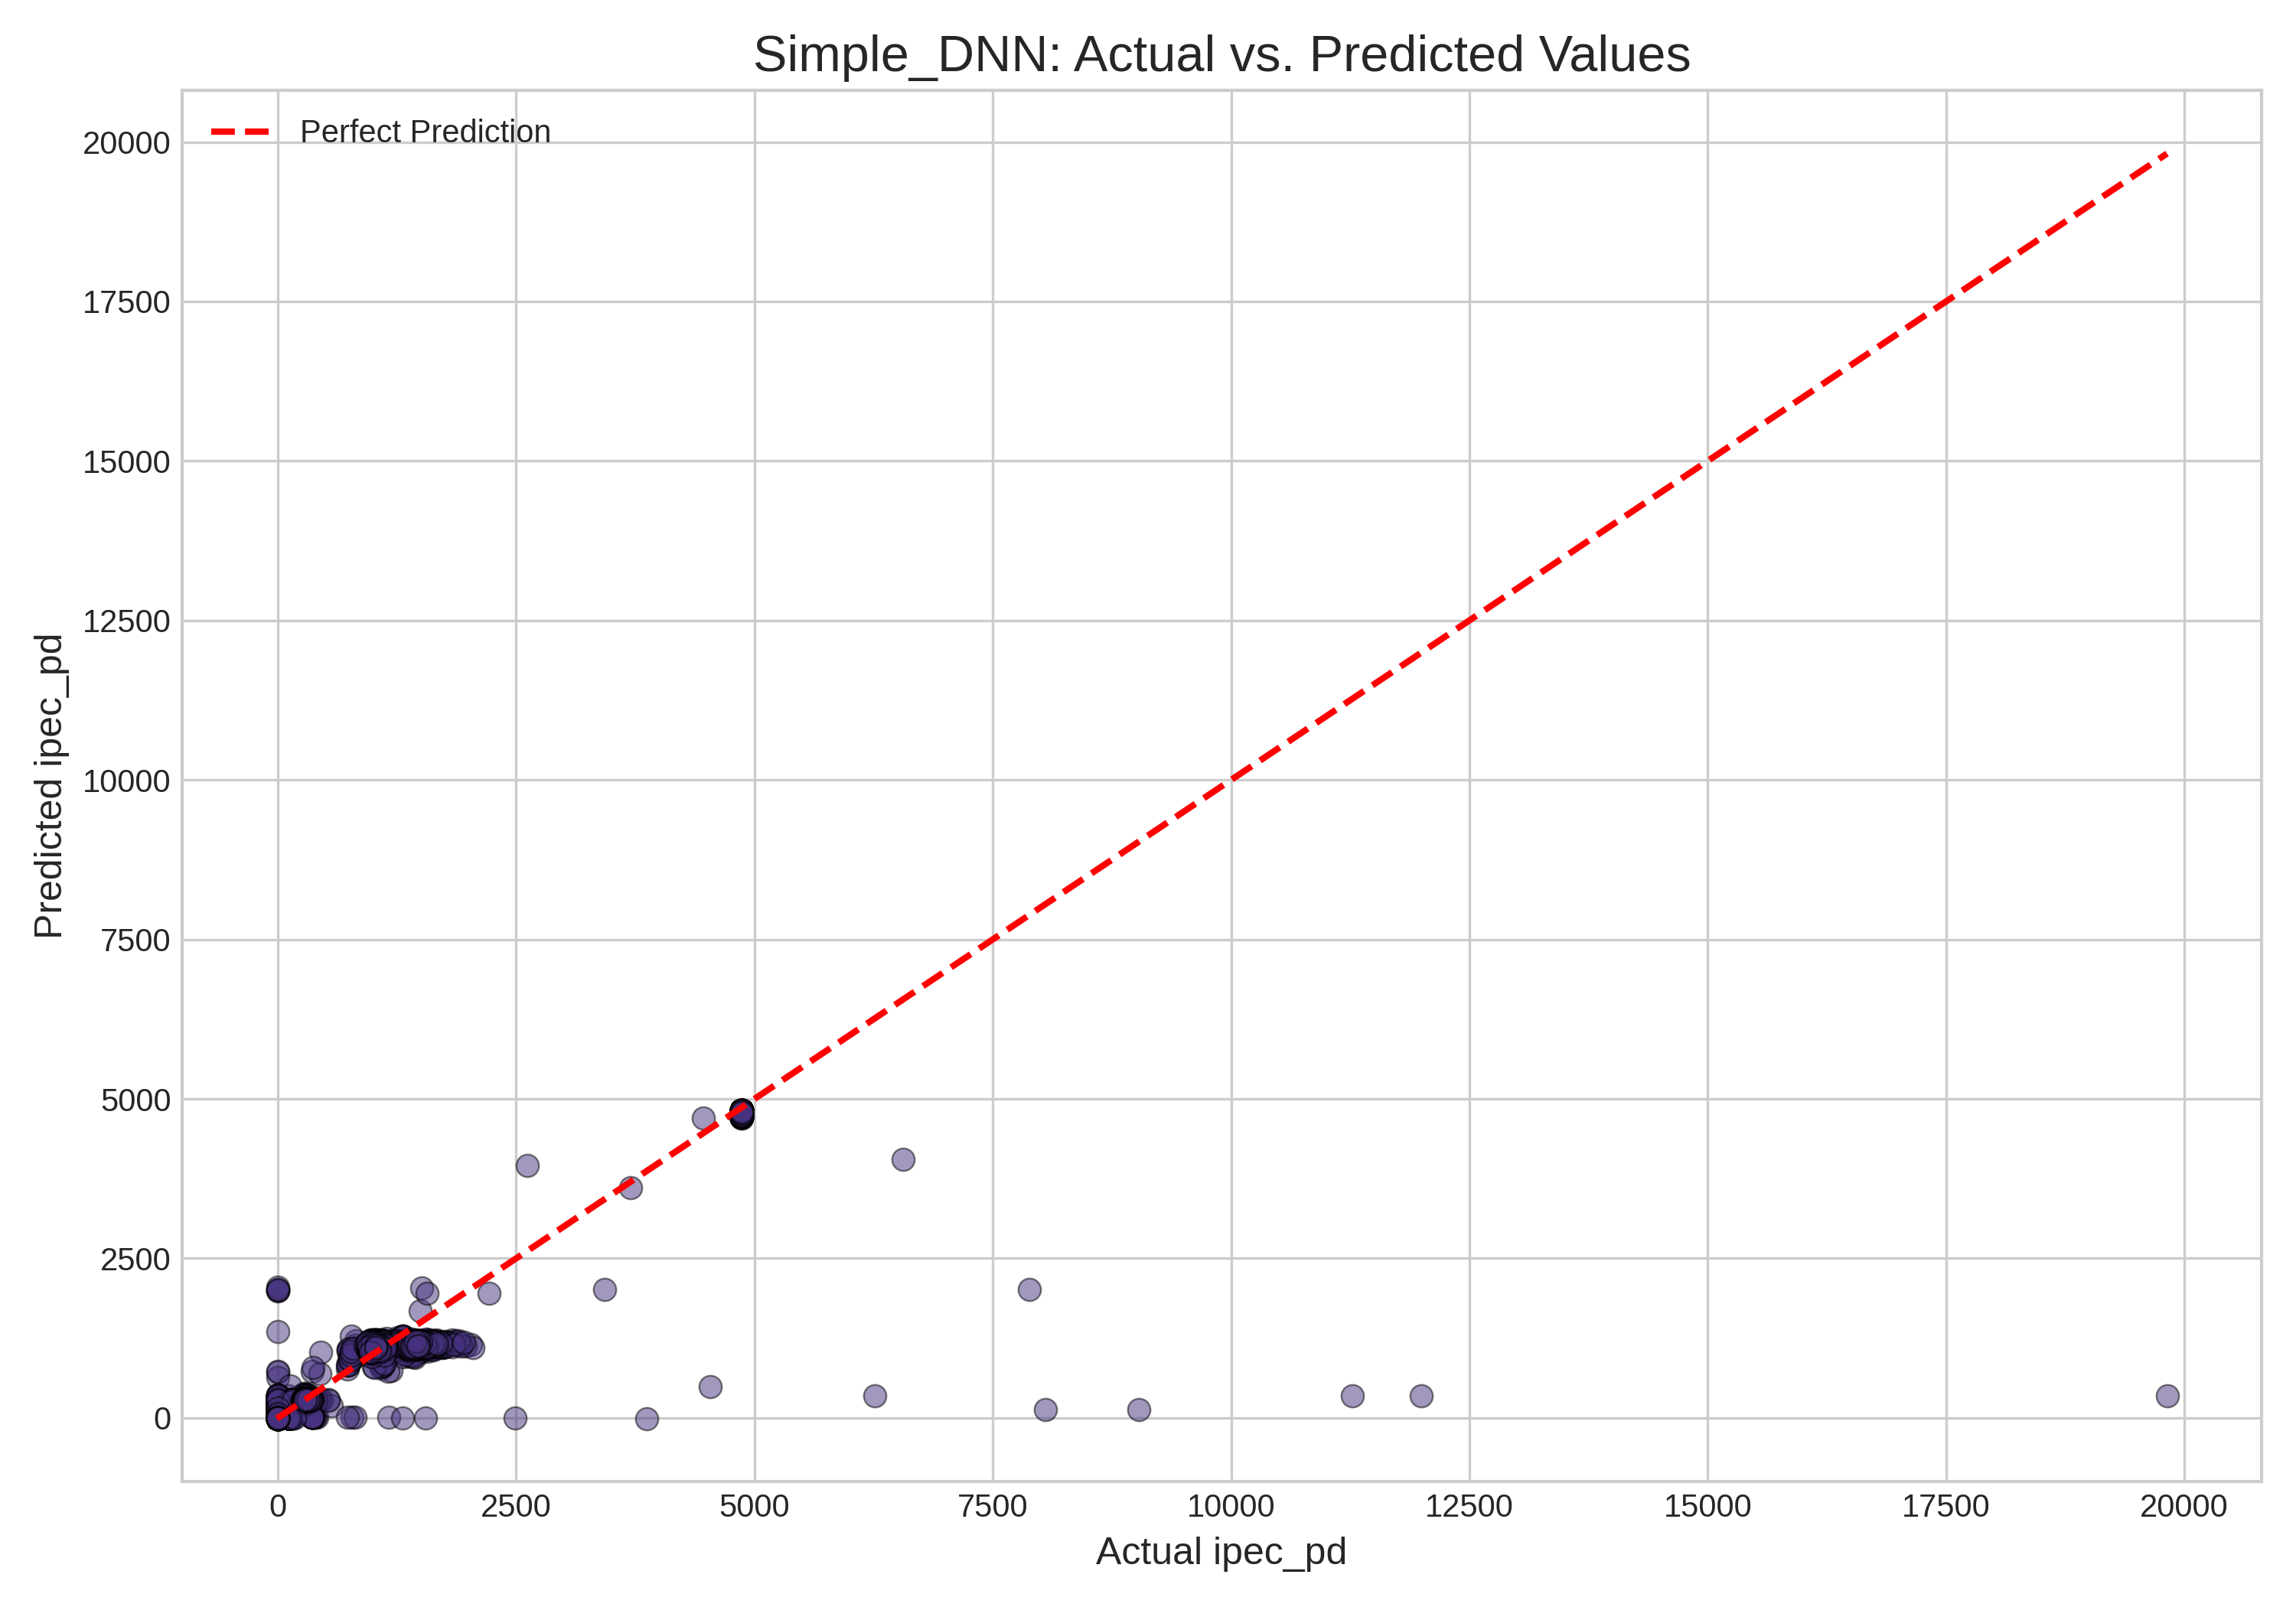 Simple_DNN: Actual vs. Predicted Values
Perfect Prediction
20000
17500
15000
12500
10000
7500
5000
2500
0
Predicted ipec_pd
0 2500 5000 7500 10000 12500 15000 17500 20000
Actual ipec_pd